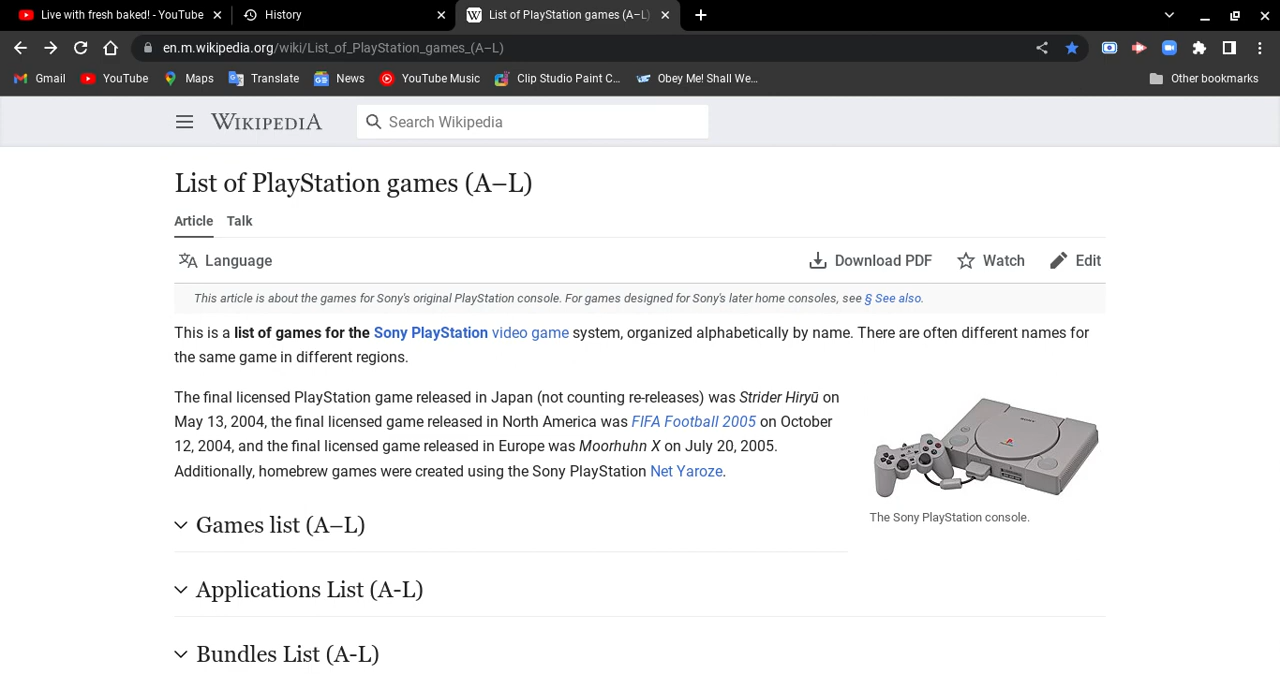 Live with fresh baked! - YouTube
History
List of PlayStation games (A–L)
en.m.wikipedia.org/wiki/List_of_PlayStation_games_(A–L)
Gmail
YouTube
Maps
Translate
News
YouTube Music
Clip Studio Paint C...
Obey Me! Shall We...
Other bookmarks
WIKIPEDIA
Search Wikipedia
List of PlayStation games (A–L)
Article
Talk
Language
Download PDF
Watch
Edit
This article is about the games for Sony's original PlayStation console. For games designed for Sony's later home consoles, see § See also.
This is a list of games for the Sony PlayStation video game system, organized alphabetically by name. There are often different names for
the same game in different regions.
The final licensed PlayStation game released in Japan (not counting re-releases) was Strider Hiryū on
May 13, 2004, the final licensed game released in North America was FIFA Football 2005 on October
12, 2004, and the final licensed game released in Europe was Moorhuhn X on July 20, 2005.
Additionally, homebrew games were created using the Sony PlayStation Net Yaroze.
The Sony PlayStation console.
Games list (A–L)
Applications List (A-L)
Bundles List (A-L)